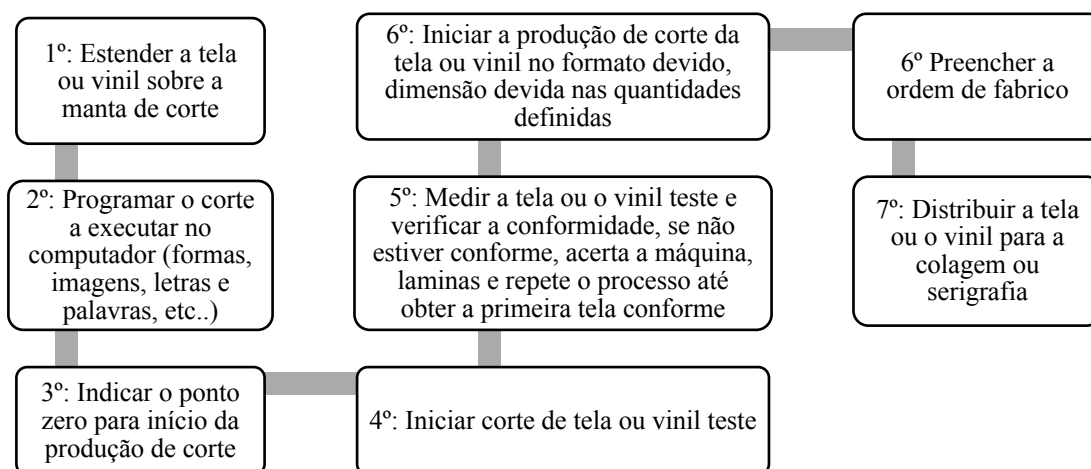 1º: Estender a tela
ou vinil sobre a
manta de corte
2º: Programar o corte
a executar no
computador (formas,
imagens, letras e
palavras, etc..)
3º: Indicar o ponto
zero para início da
produção de corte
4º: Iniciar corte de tela ou vinil teste
5º: Medir a tela ou o vinil teste e
verificar a conformidade, se não
estiver conforme, acerta a máquina,
laminas e repete o processo até
obter a primeira tela conforme
6º: Iniciar a produção de corte da
tela ou vinil no formato devido,
dimensão devida nas quantidades
definidas
6º Preencher a
ordem de fabrico
7º: Distribuir a tela
ou o vinil para a
colagem ou
serigrafia